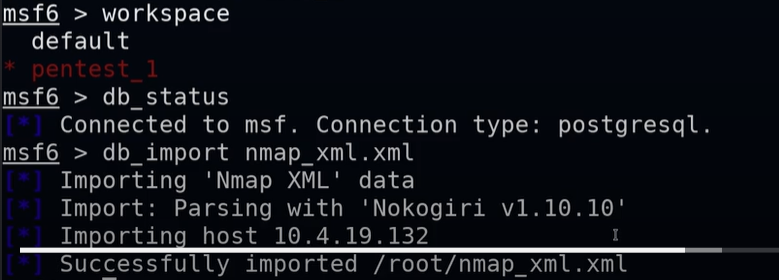 msf6 > workspace
  default
* pentest_1
msf6 > db_status
[*] Connected to msf. Connection type: postgresql.
msf6 > db_import nmap_xml.xml
[*] Importing 'Nmap XML' data
[*] Import: Parsing with 'Nokogiri v1.10.10'
[*] Importing host 10.4.19.132
[*] Successfully imported /root/nmap_xml.xml